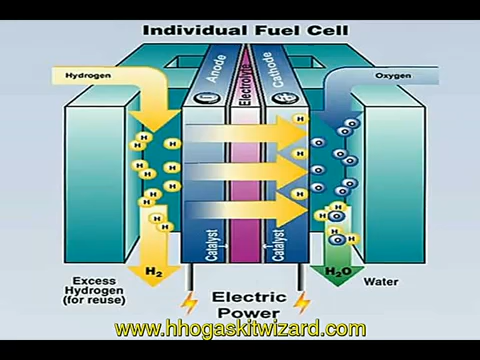 Individual Fuel Cell
Hydrogen
Anode
Electrolyte
Cathode
Oxygen
H
H
H
H
H
H
H
H
H
H
H
H
O
O
O
O
O
H
H
O
H
O
H
Catalyst
Catalyst
H₂
H₂O
Excess
Hydrogen
(for reuse)
Water
Electric
Power
www.hhogaskitwizard.com